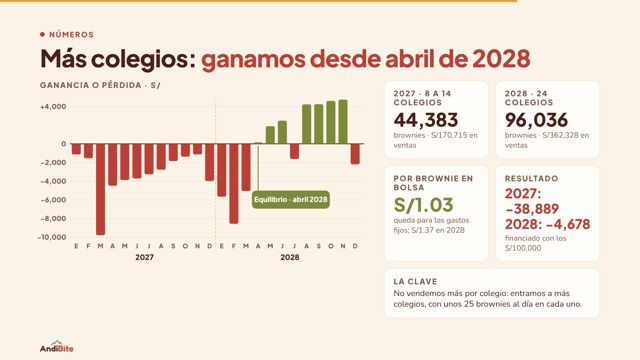 NÚMEROS
Más colegios: ganamos desde abril de 2028
GANANCIA O PÉRDIDA · S/
+4,000
0
−2,000
−4,000
−6,000
−8,000
−10,000
Equilibrio · abril 2028
E F M A M J J A S O N D E F M A M J J A S O N D
2027 2028
2027 · 8 A 14
COLEGIOS
44,383
brownies · S/170,715 en
ventas
2028 · 24
COLEGIOS
96,036
brownies · S/362,328 en
ventas
POR BROWNIE EN
BOLSA
S/1.03
queda para los gastos
fijos; S/1.37 en 2028
RESULTADO
2027:
−38,889
2028: −4,678
financiado con los
S/100,000
LA CLAVE
No vendemos más por colegio: entramos a más
colegios, con unos 25 brownies al día en cada uno.
AndiBite